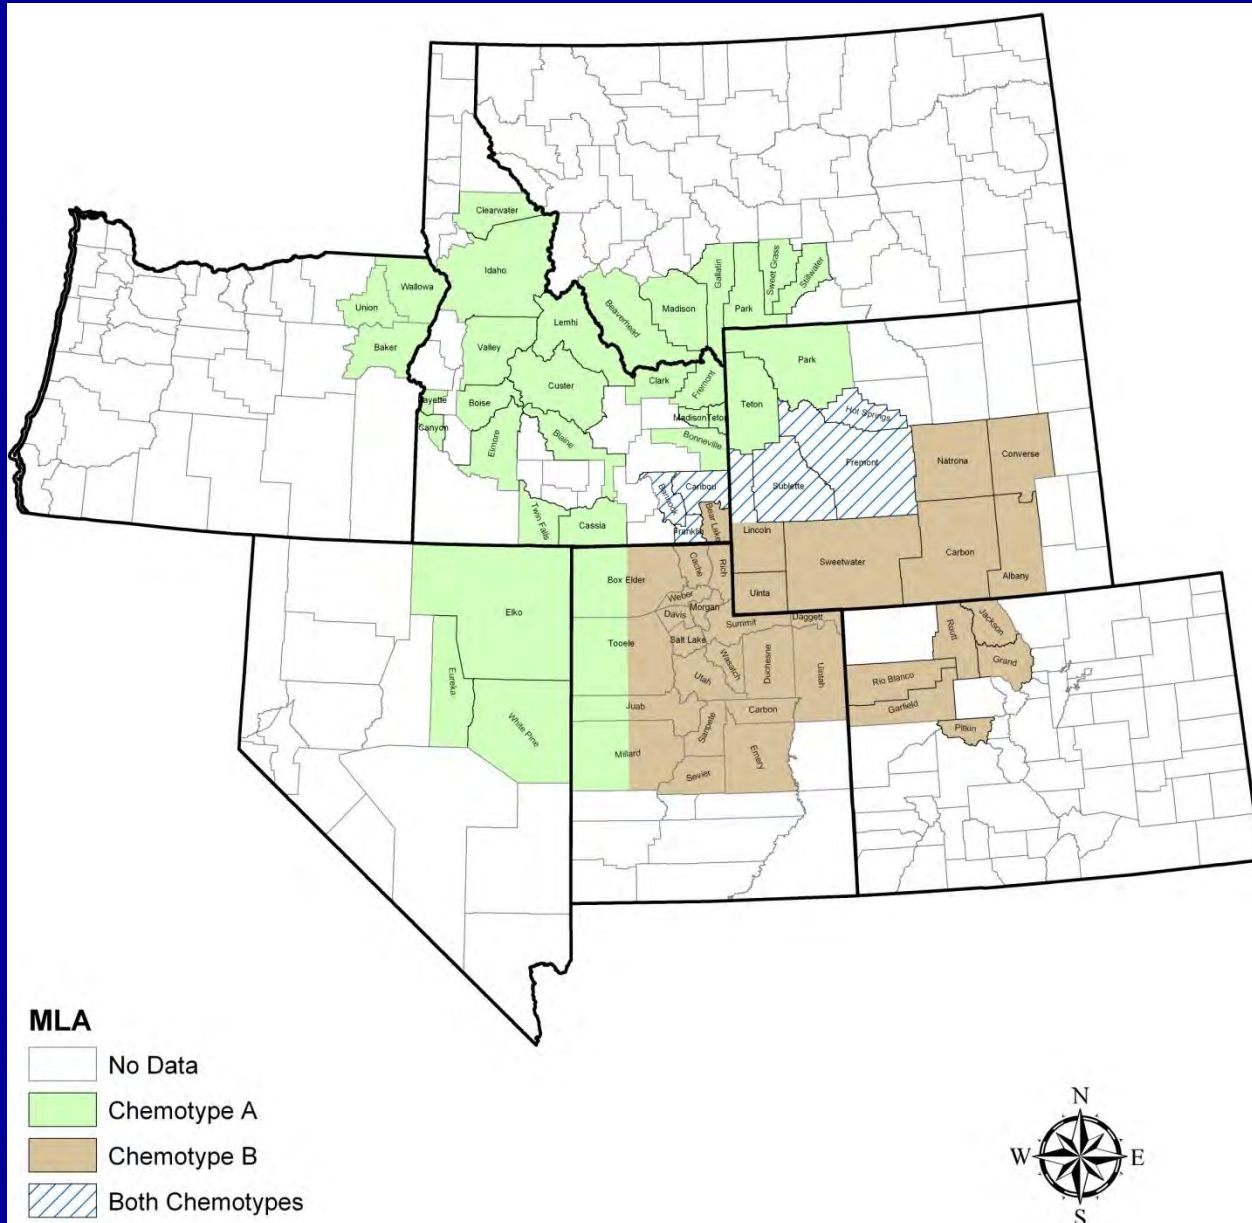 Clearwater
Idaho
Wallowa
Union
Baker
Lemhi
Valley
Custer
Boise
ayette
Canyon
Elmore
Blaine
Twin Falls
Cassia
Beaverhead
Madison
Gallatin
Park
Sweet Grass
Stillwater
Clark
Fremont
Madison
Teton
Bonneville
Caribou
Bannock
Franklin
Bear Lake
Park
Teton
Hot Springs
Fremont
Sublette
Natrona
Converse
Lincoln
Sweetwater
Carbon
Albany
Uinta
Elko
Eureka
White Pine
Box Elder
Cache
Rich
Weber
Morgan
Davis
Summit
Daggett
Tooele
Salt Lake
Wasatch
Duchesne
Uintah
Utah
Juab
Carbon
Sanpete
Millard
Emery
Sevier
Routt
Jackson
Grand
Rio Blanco
Garfield
Pitkin
MLA
No Data
Chemotype A
Chemotype B
Both Chemotypes
N
W
E
S